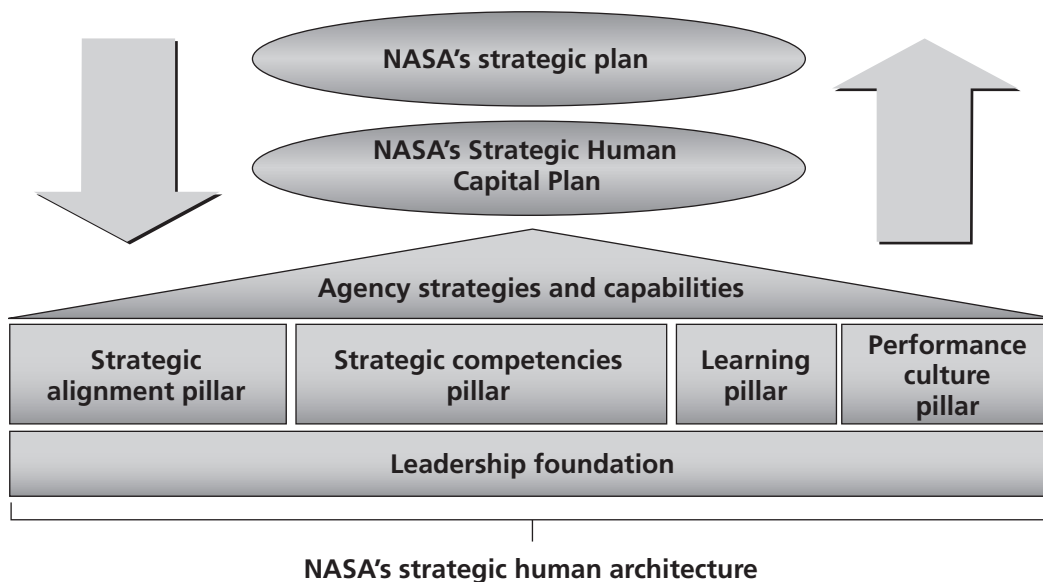 NASA's strategic plan
NASA's Strategic Human
Capital Plan
Agency strategies and capabilities
Strategic
alignment pillar
Strategic competencies
pillar
Learning
pillar
Performance
culture
pillar
Leadership foundation
NASA's strategic human architecture